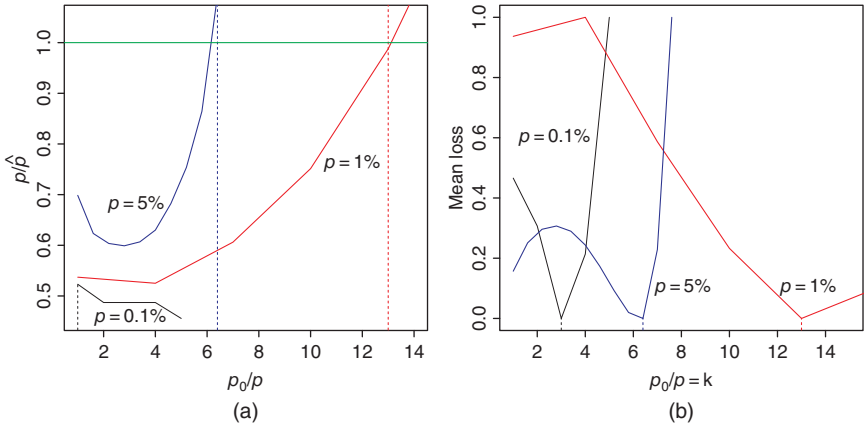 1.0
0.9
0.8
0.7
0.6
0.5
p/p̂
p = 5%
p = 1%
p = 0.1%
2 4 6 8 10 12 14
p₀/p
(a)
1.0
0.8
0.6
0.4
0.2
0.0
Mean loss
p = 0.1%
p = 5%
p = 1%
2 4 6 8 10 12 14
p₀/p = k
(b)